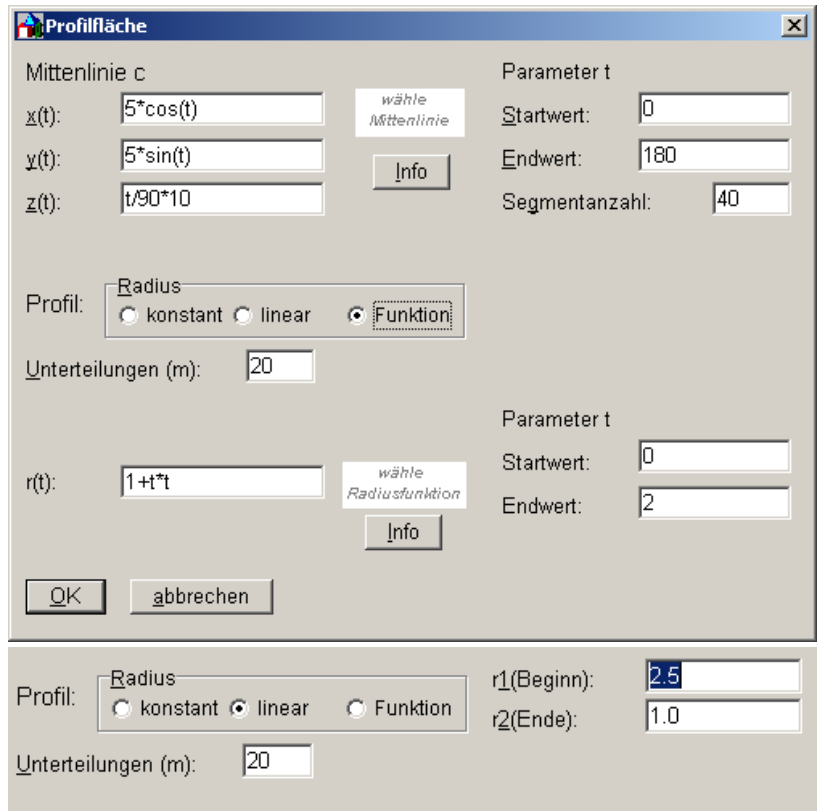 Profilfläche
Mittenlinie c
Parameter t
x(t): 5*cos(t)
wähle
Mittenlinie
Startwert: 0
y(t): 5*sin(t)
Info
Endwert: 180
z(t): t/90*10
Segmentanzahl: 40
Profil:
Radius
konstant linear Funktion
Unterteilungen (m): 20
Parameter t
r(t): 1+t*t
wähle
Radiusfunktion
Startwert: 0
Info
Endwert: 2
OK abbrechen
Profil:
Radius
konstant linear Funktion
r1(Beginn): 2.5
r2(Ende): 1.0
Unterteilungen (m): 20